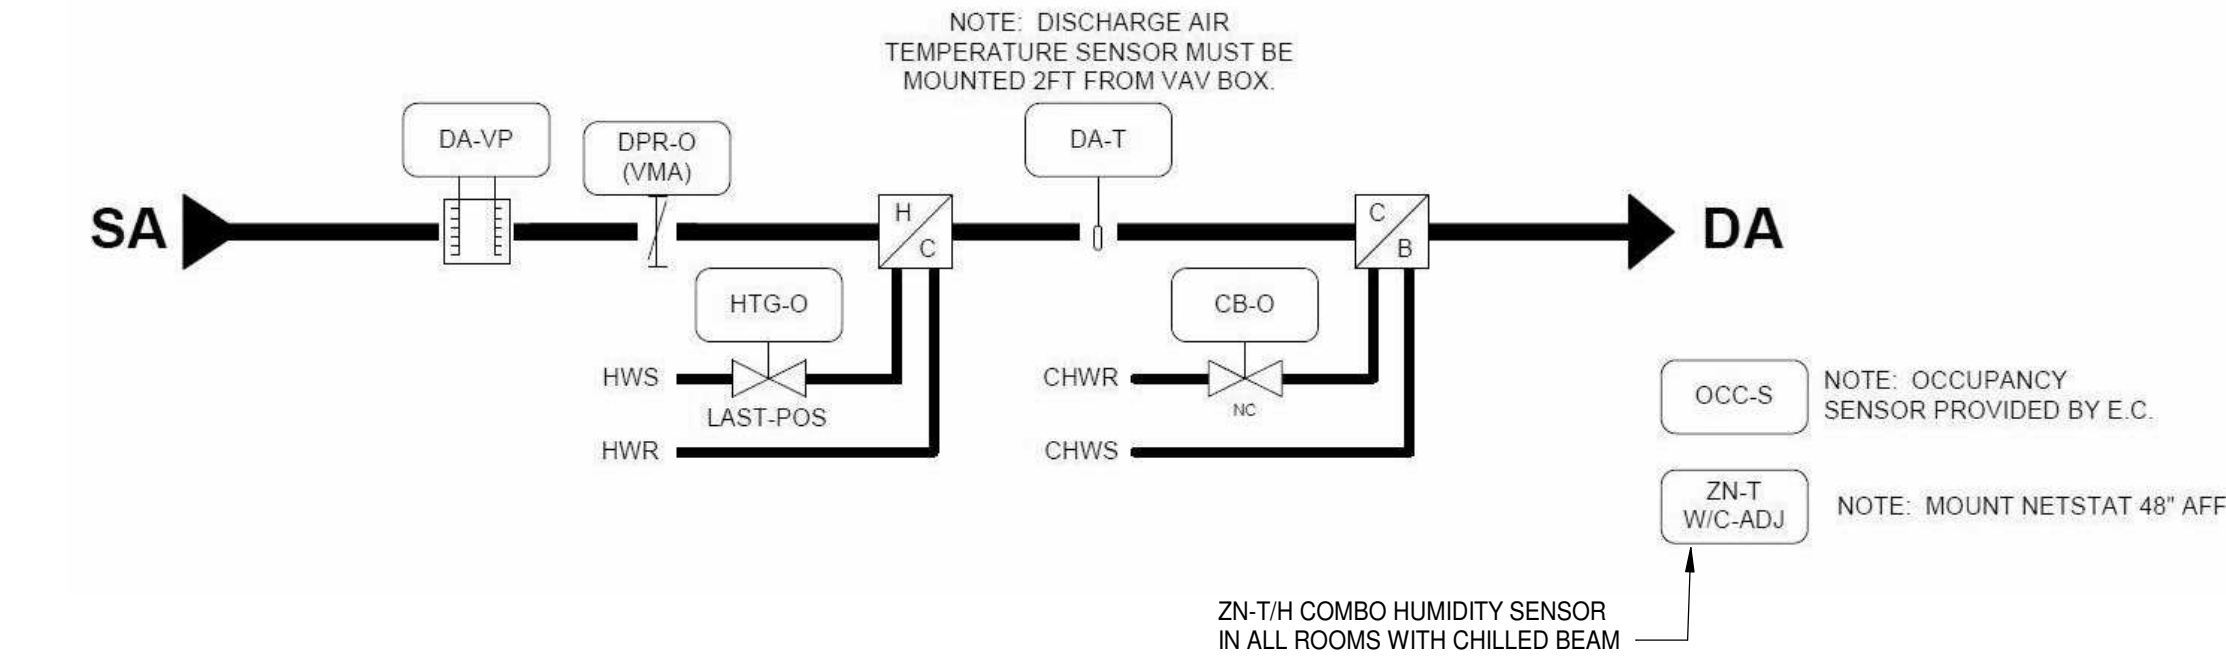 NOTE: DISCHARGE AIR
TEMPERATURE SENSOR MUST BE
MOUNTED 2FT FROM VAV BOX.
DA-VP
DPR-O
(VMA)
DA-T
SA
H
C
C
B
DA
HTG-O
CB-O
HWS
LAST-POS
HWR
CHWR
NC
CHWS
OCC-S
NOTE: OCCUPANCY
SENSOR PROVIDED BY E.C.
ZN-T
W/C-ADJ
NOTE: MOUNT NETSTAT 48" AFF
ZN-T/H COMBO HUMIDITY SENSOR
IN ALL ROOMS WITH CHILLED BEAM